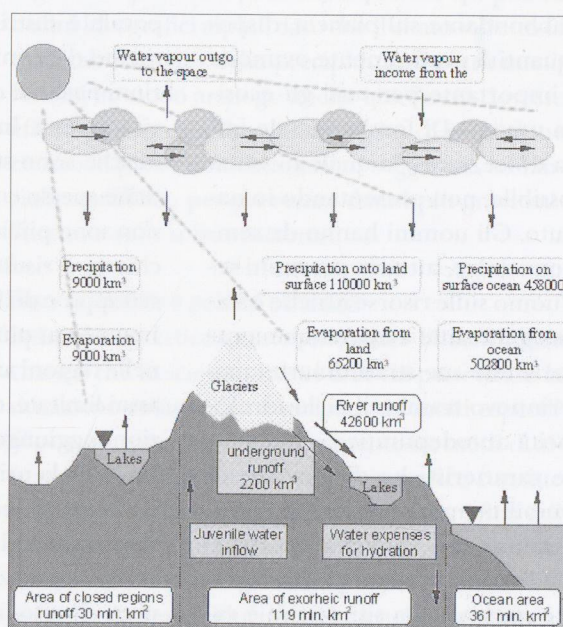 Water vapour outgo
to the space
Water vapour
income from the
Precipitation
9000 km³
Precipitation onto land
surface 110000 km³
Precipitation on
surface ocean 458000
Evaporation
9000 km³
Evaporation from
land
65200 km³
Evaporation from
ocean
502800 km³
Glaciers
River runoff
42600 km³
underground
runoff
2200 km³
Lakes
Lakes
Juvenile water
inflow
Water expenses
for hydration
Area of closed regions
runoff 30 mln. km²
Area of exorheic runoff
119 mln. km²
Ocean area
361 mln. km²